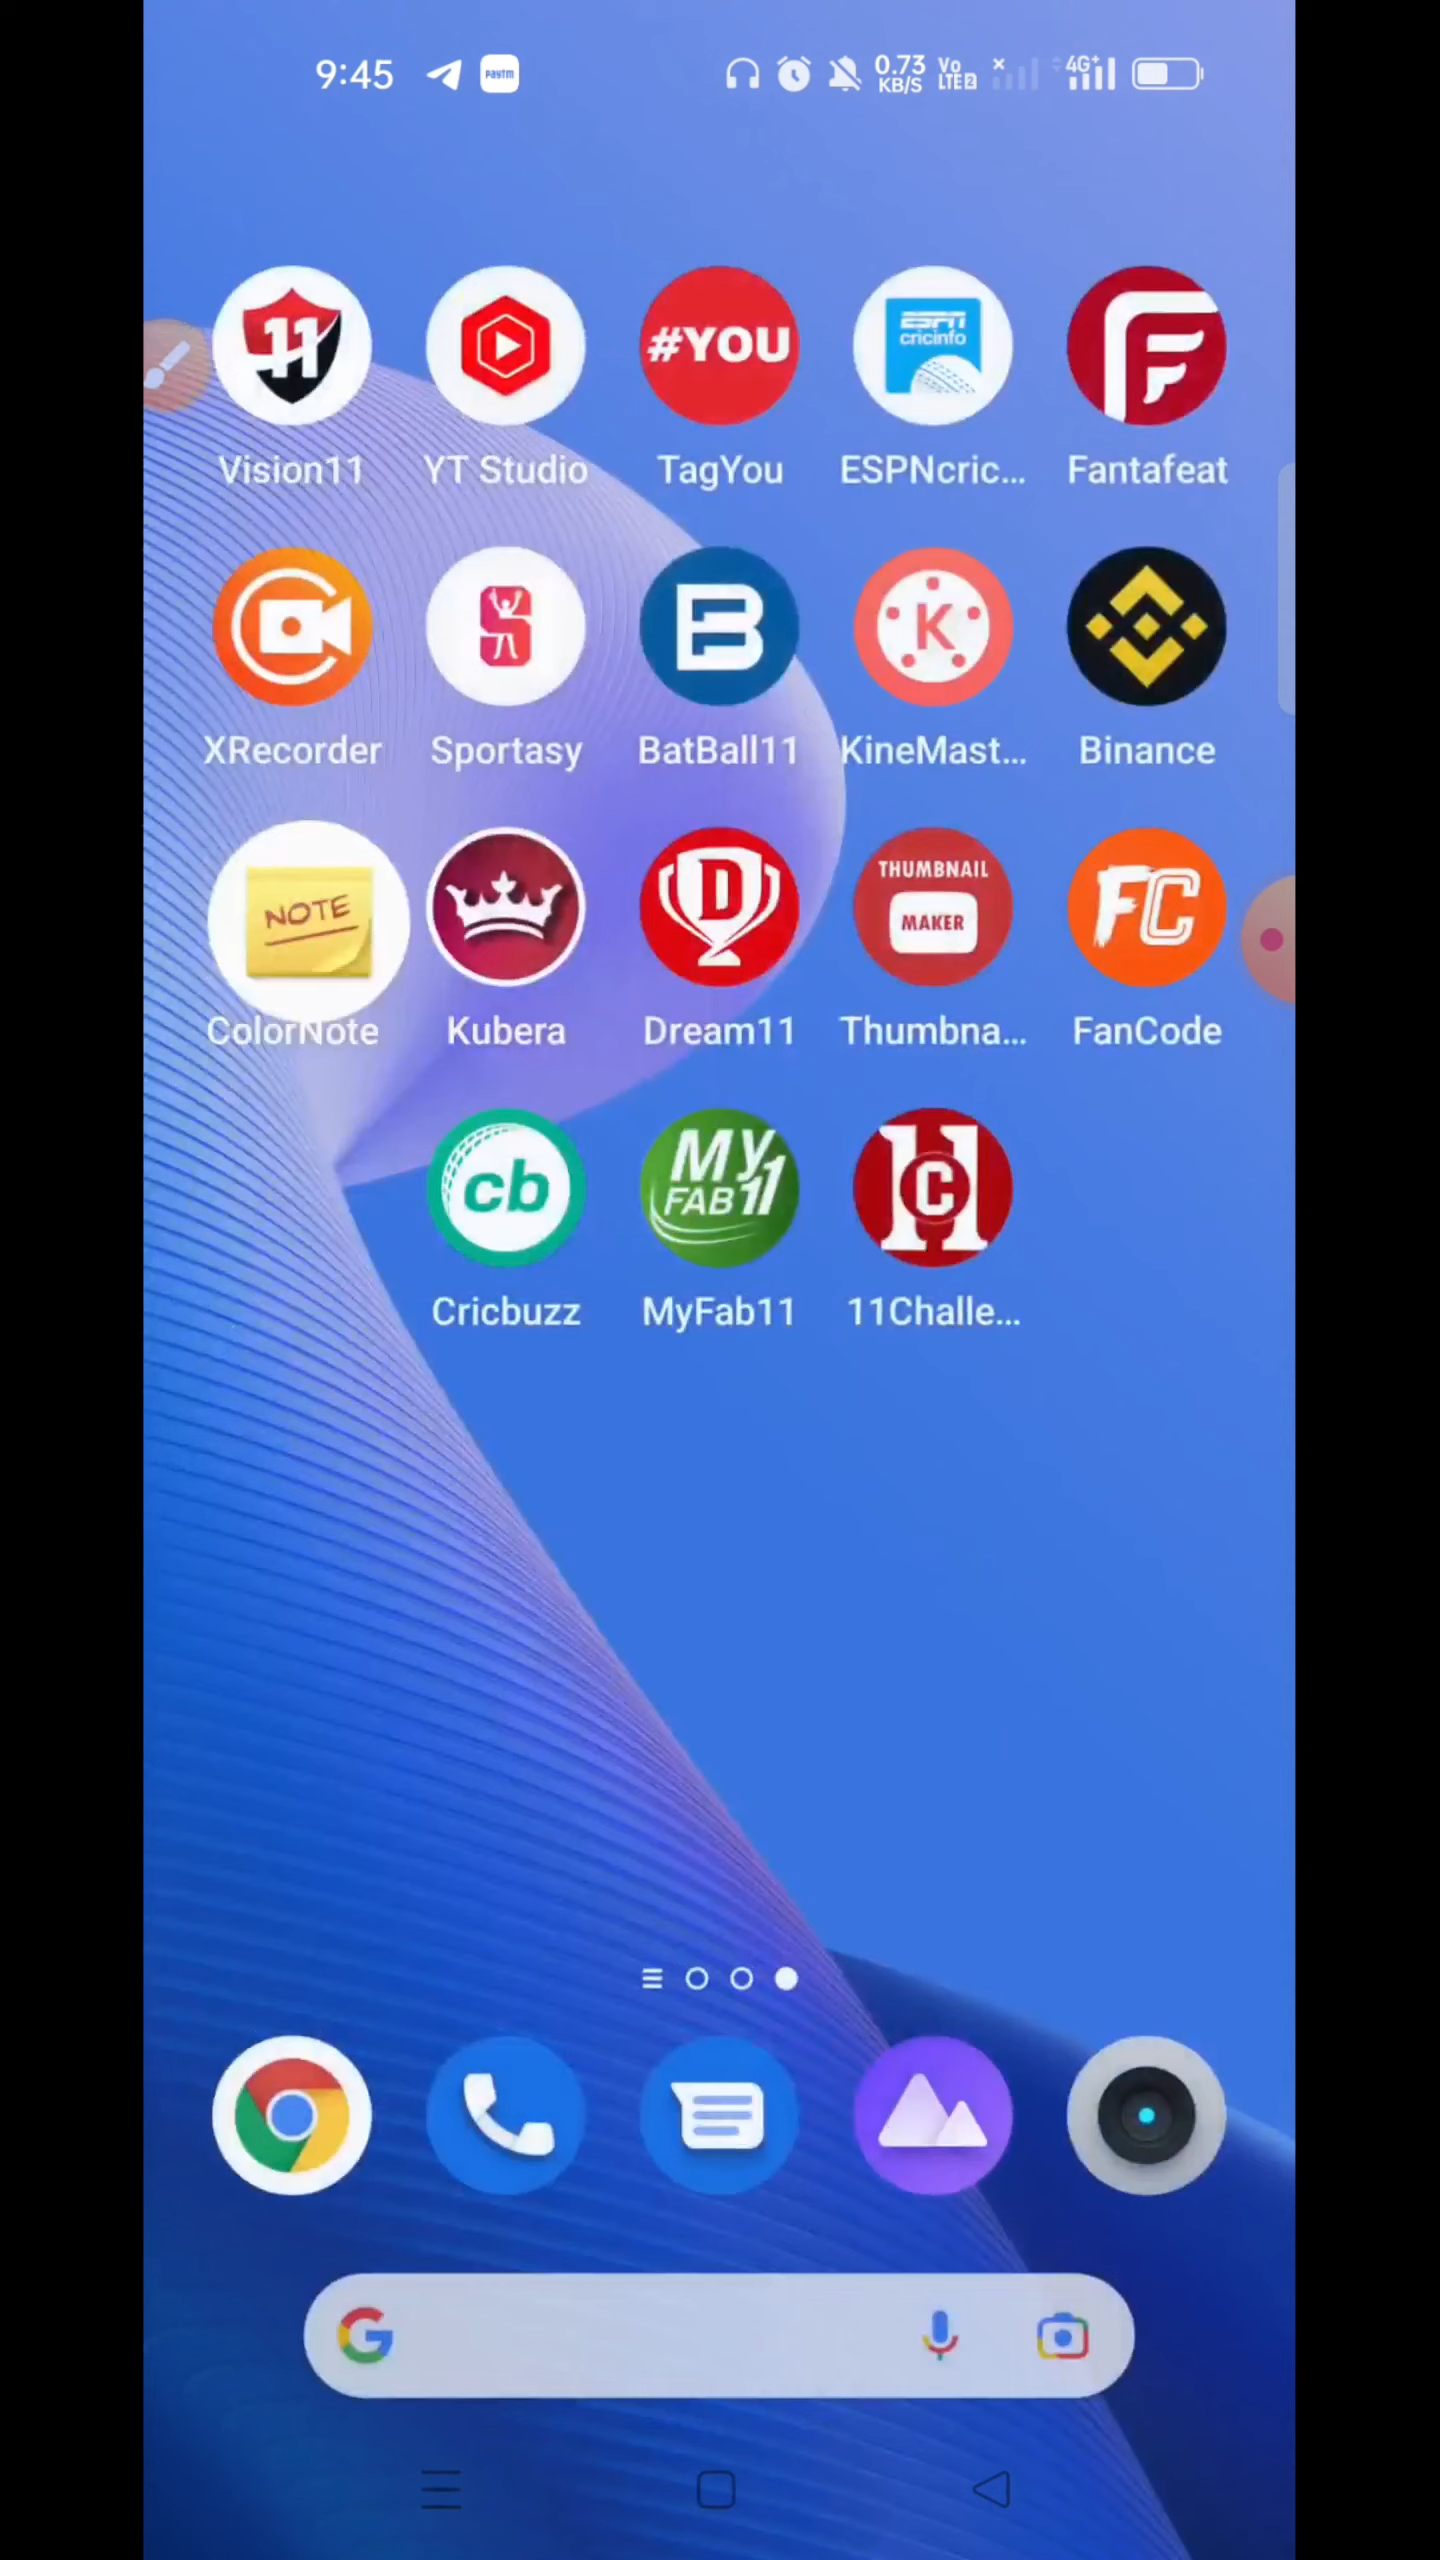 9:45 paytm 0.73 KB/S Vo LTE2 4G+
11 #YOU ESPN cricinfo F
Vision11 YT Studio TagYou ESPNcric... Fantafeat
B K
XRecorder Sportasy BatBall11 KineMast... Binance
NOTE D THUMBNAIL MAKER FC
ColorNote Kubera Dream11 Thumbna... FanCode
cb MY FAB 11 H C
Cricbuzz MyFab11 11Challe...
G